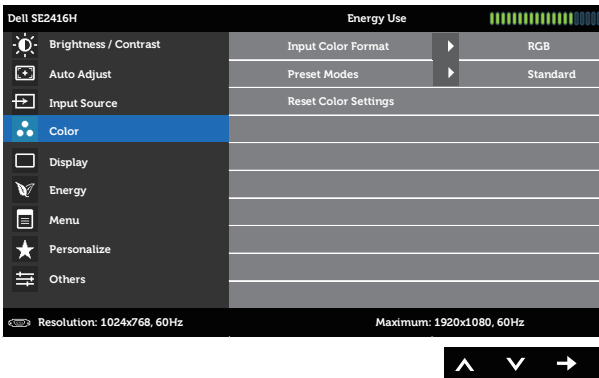 Dell SE2416H Energy Use
Brightness / Contrast Input Color Format RGB
Auto Adjust Preset Modes Standard
Input Source Reset Color Settings
Color
Display
Energy
Menu
Personalize
Others
Resolution: 1024x768, 60Hz Maximum: 1920x1080, 60Hz